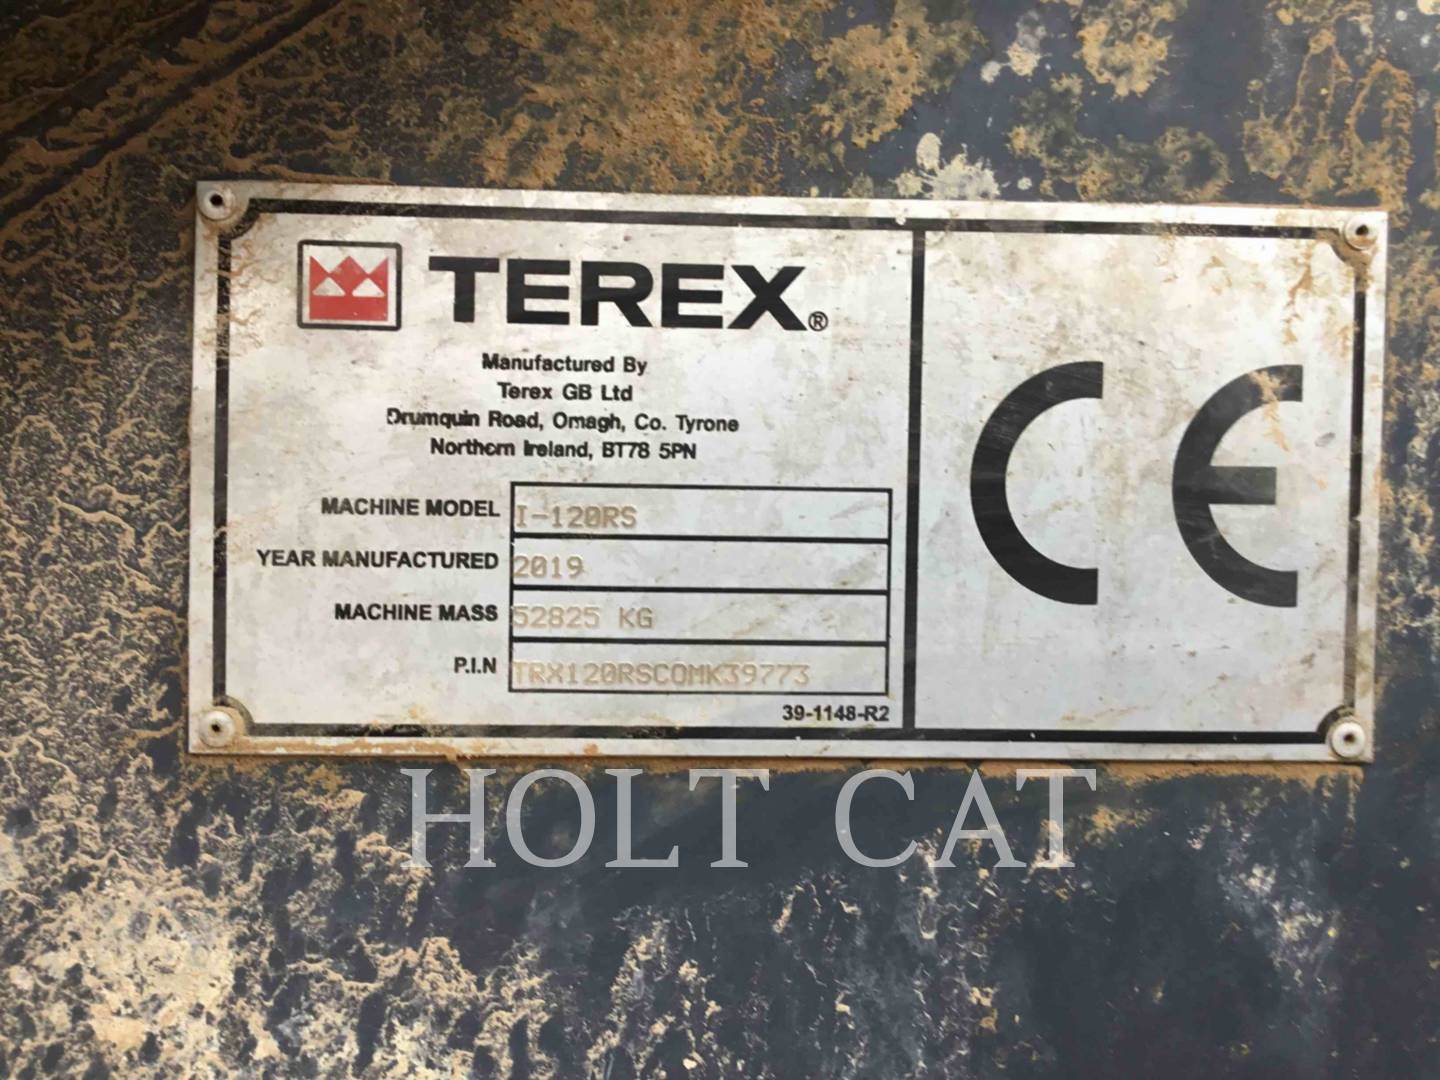 TEREX®
Manufactured By
Terex GB Ltd
Drumquin Road, Omagh, Co. Tyrone
Northern Ireland, BT78 5PN
MACHINE MODEL I-120RS
YEAR MANUFACTURED 2019
MACHINE MASS 52825 KG
P.I.N TRX120RSCOMK39773
39-1148-R2
CE
HOLT CAT